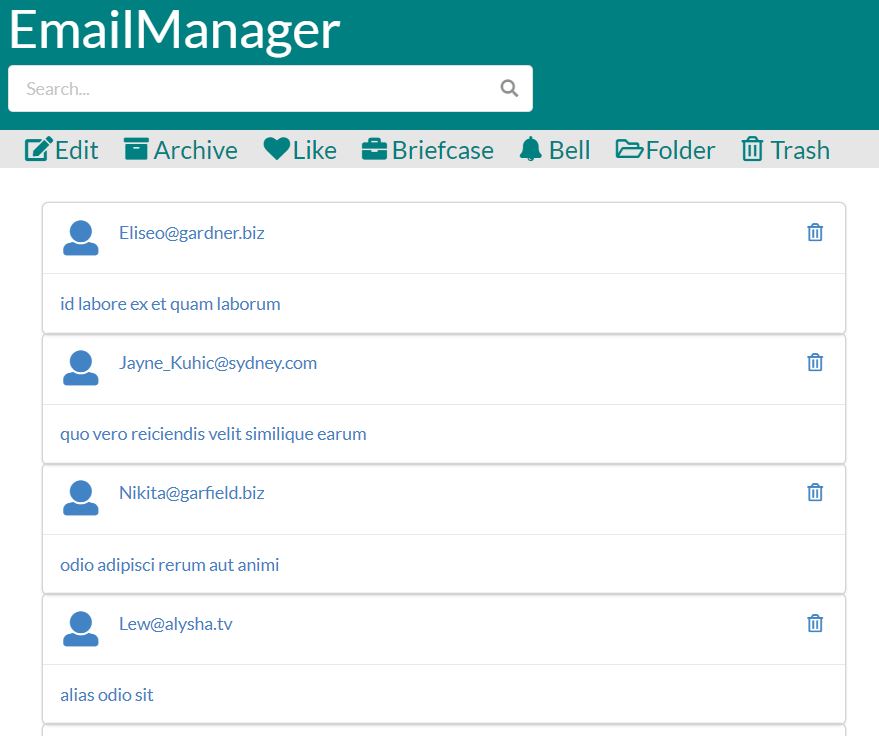 EmailManager
Search...
Edit Archive Like Briefcase Bell Folder Trash
Eliseo@gardner.biz
id labore ex et quam laborum
Jayne_Kuhic@sydney.com
quo vero reiciendis velit similique earum
Nikita@garfield.biz
odio adipisci rerum aut animi
Lew@alysha.tv
alias odio sit